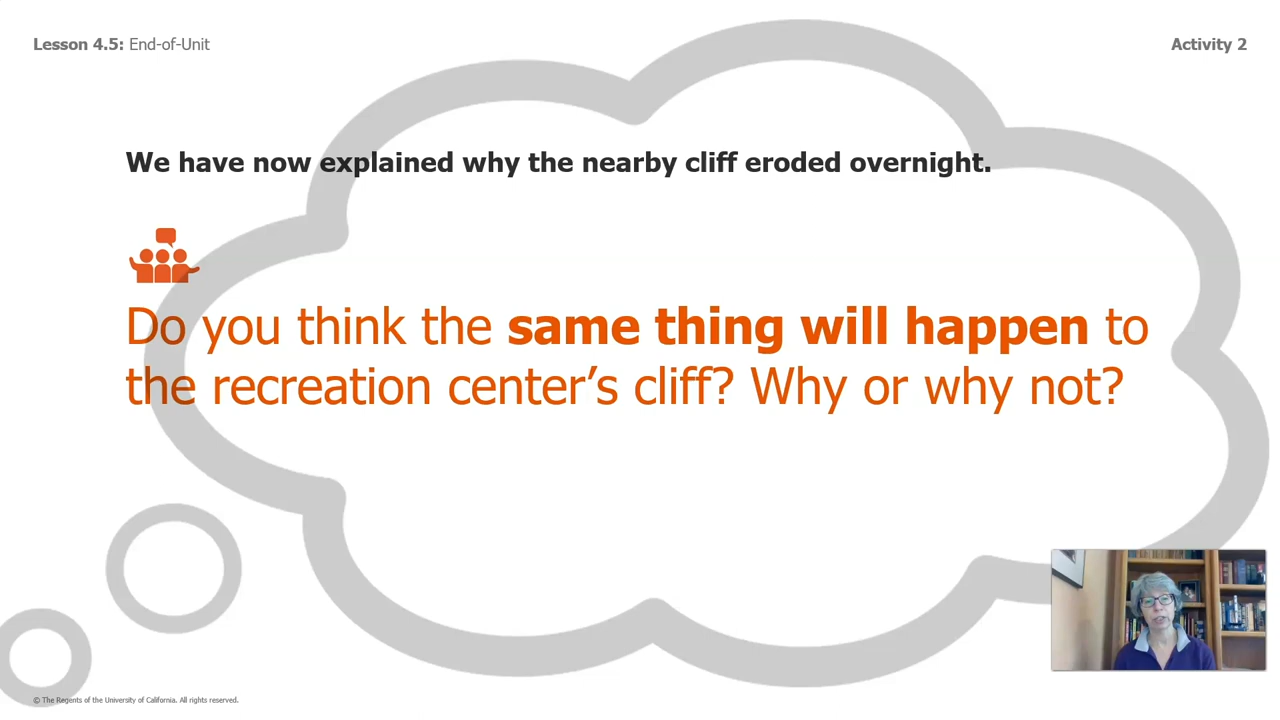 Lesson 4.5: End-of-Unit
Activity 2
We have now explained why the nearby cliff eroded overnight.
Do you think the same thing will happen to
the recreation center’s cliff? Why or why not?
© The Regents of the University of California. All rights reserved.